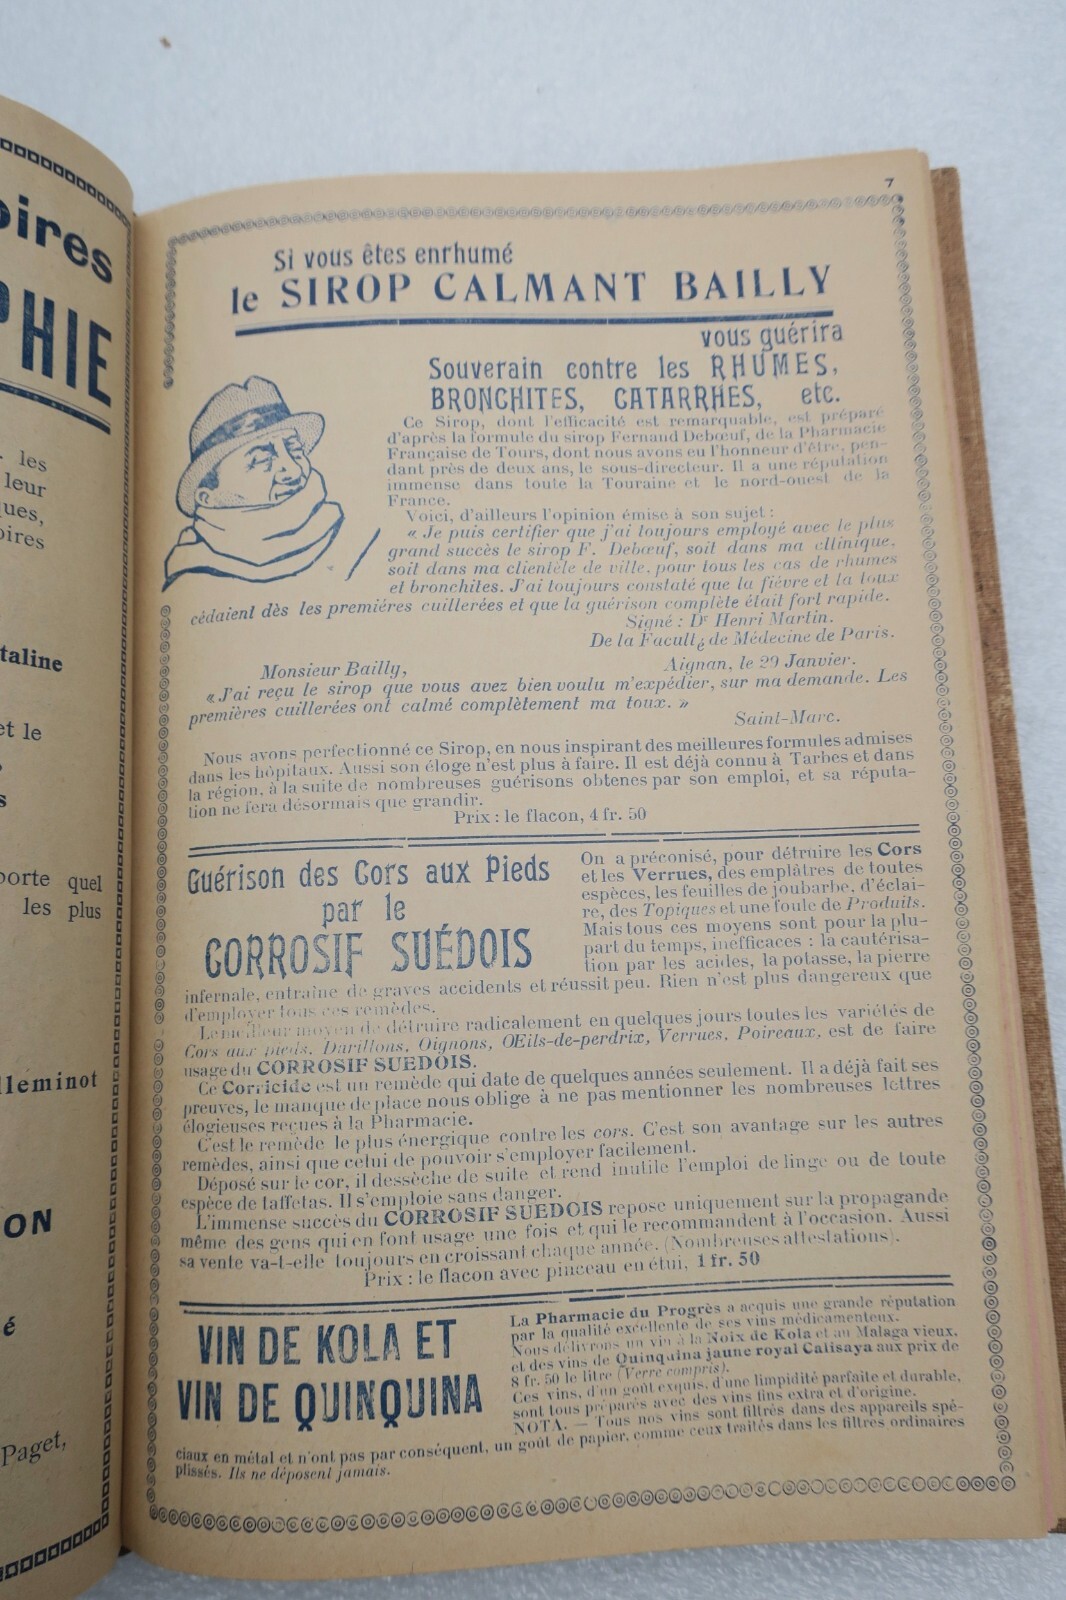 oires
PHIE
les
leur
ques,
oires
taline
et le
s
porte quel
les plus
lleminot
ON
é
Paget,
7
Si vous êtes enrhumé
le SIROP CALMANT BAILLY
vous guérira
Souverain contre les RHUMES,
BRONCHITES, CATARRHES, etc.
Ce Sirop, dont l'efficacité est remarquable, est préparé
d'après la formule du sirop Fernaud Debœuf, de la Pharmacie
Française de Tours, dont nous avons eu l'honneur d'être, pen-
dant près de deux ans, le sous-directeur. Il a une réputation
immense dans toute la Touraine et le nord-ouest de la
France.
Voici, d'ailleurs l'opinion émise à son sujet :
« Je puis certifier que j'ai toujours employé avec le plus
grand succès le sirop F. Debœuf, soit dans ma clinique,
soit dans ma clientèle de ville, pour tous les cas de rhumes
et bronchites. J'ai toujours constaté que la fièvre et la toux
cédaient dès les premières cuillerées et que la guérison complète était fort rapide.
Signé : Dr Henri Martin.
De la Facullé de Médecine de Paris.
Monsieur Bailly,
Aignan, le 29 Janvier.
« J'ai reçu le sirop que vous avez bien voulu m'expédier, sur ma demande. Les
premières cuillerées ont calmé complètement ma toux. »
Saint-Marc.
Nous avons perfectionné ce Sirop, en nous inspirant des meilleures formules admises
dans les hôpitaux. Aussi son éloge n'est plus à faire. Il est déjà connu à Tarbes et dans
la région, à la suite de nombreuses guérisons obtenes par son emploi, et sa réputa-
tion ne fera désormais que grandir.
Prix : le flacon, 4 fr. 50
Guérison des Cors aux Pieds
par le
CORROSIF SUÉDOIS
On a préconisé, pour détruire les Cors
et les Verrues, des emplâtres de toutes
espèces, les feuilles de joubarbe, d'éclai-
re, des Topiques et une foule de Produits.
Mais tous ces moyens sont pour la plu-
part du temps, inefficaces : la cautérisa-
tion par les acides, la potasse, la pierre
infernale, entraîne de graves accidents et réussit peu. Rien n'est plus dangereux que
d'employer tous ces remèdes.
Le meilleur moyen de détruire radicalement en quelques jours toutes les variétés de
Cors aux pieds, Durillons, Oignons, Œils-de-perdrix, Verrues, Poireaux, est de faire
usage du CORROSIF SUEDOIS.
Ce Corricide est un remède qui date de quelques années seulement. Il a déjà fait ses
preuves, le manque de place nous oblige à ne pas mentionner les nombreuses lettres
élogieuses reçues à la Pharmacie.
C'est le remède le plus énergique contre les cors. C'est son avantage sur les autres
remèdes, ainsi que celui de pouvoir s'employer facilement.
Déposé sur le cor, il dessèche de suite et rend inutile l'emploi de linge ou de toute
espèce de taffetas. Il s'emploie sans danger.
L'immense succès du CORROSIF SUEDOIS repose uniquement sur la propagande
même des gens qui en font usage une fois et qui le recommandent à l'occasion. Aussi
sa vente va-t-elle toujours en croissant chaque année. (Nombreuses attestations).
Prix : le flacon avec pinceau en étui, 1 fr. 50
VIN DE KOLA ET
VIN DE QUINQUINA
La Pharmacie du Progrès a acquis une grande réputation
par la qualité excellente de ses vins médicamenteux.
Nous délivrons un vin à la Noix de Kola et au Malaga vieux,
et des vins de Quinquina jaune royal Calisaya aux prix de
8 fr. 50 le litre (Verre compris).
Ces vins, d'un goût exquis, d'une limpidité parfaite et durable,
sont tous préparés avec des vins fins extra et d'origine.
NOTA. — Tous nos vins sont filtrés dans des appareils spé-
ciaux en métal et n'ont pas par conséquent, un goût de papier, comme ceux traités dans les filtres ordinaires
plissés. Ils ne déposent jamais.